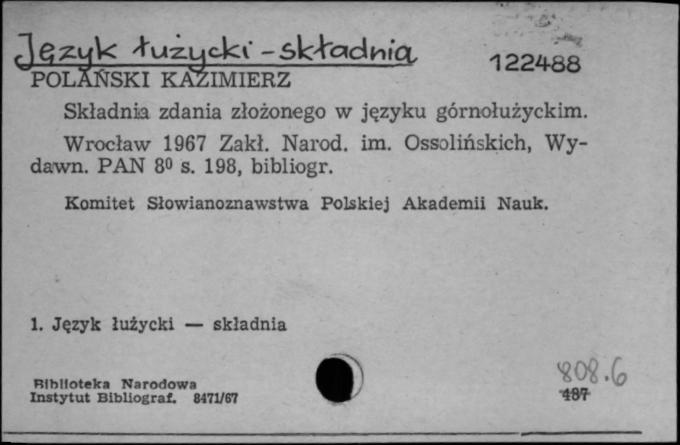 Język łużycki - składnia
122488
POLAŃSKI KAZIMIERZ
Składnia zdania złożonego w języku górnołużyckim.
Wrocław 1967 Zakł. Narod. im. Ossolińskich, Wy-
dawn. PAN 8⁰ s. 198, bibliogr.
Komitet Słowianoznawstwa Polskiej Akademii Nauk.
1. Język łużycki — składnia
808.6
Biblioteka Narodowa
Instytut Bibliograf. 8471/67
487